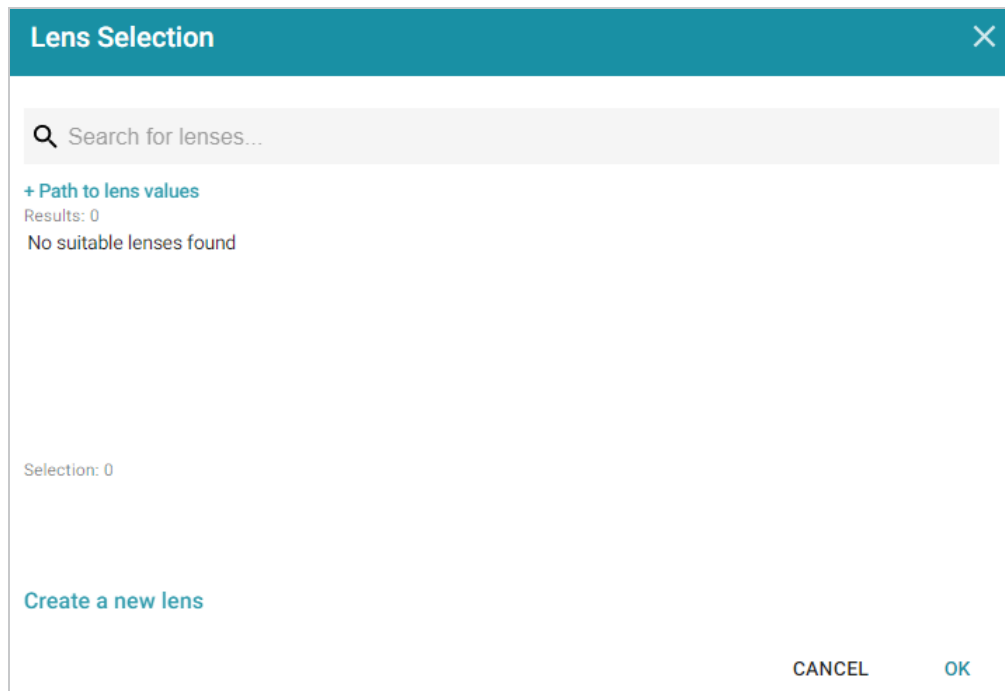 Lens Selection
Search for lenses...
+ Path to lens values
Results: 0
No suitable lenses found
Selection: 0
Create a new lens
CANCEL OK